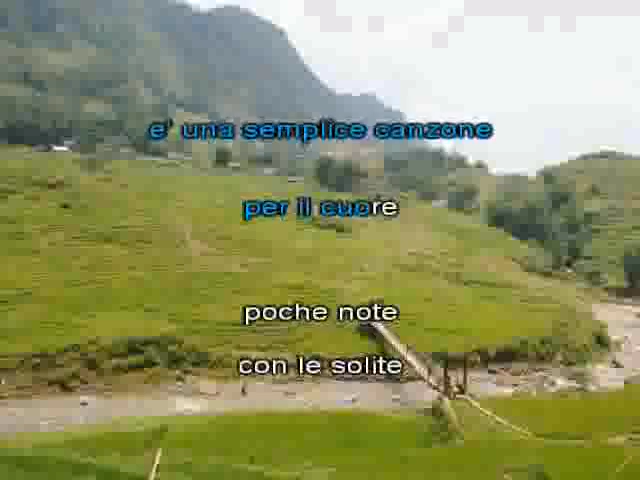 e' una semplice canzone
per il cuore
poche note
con le solite